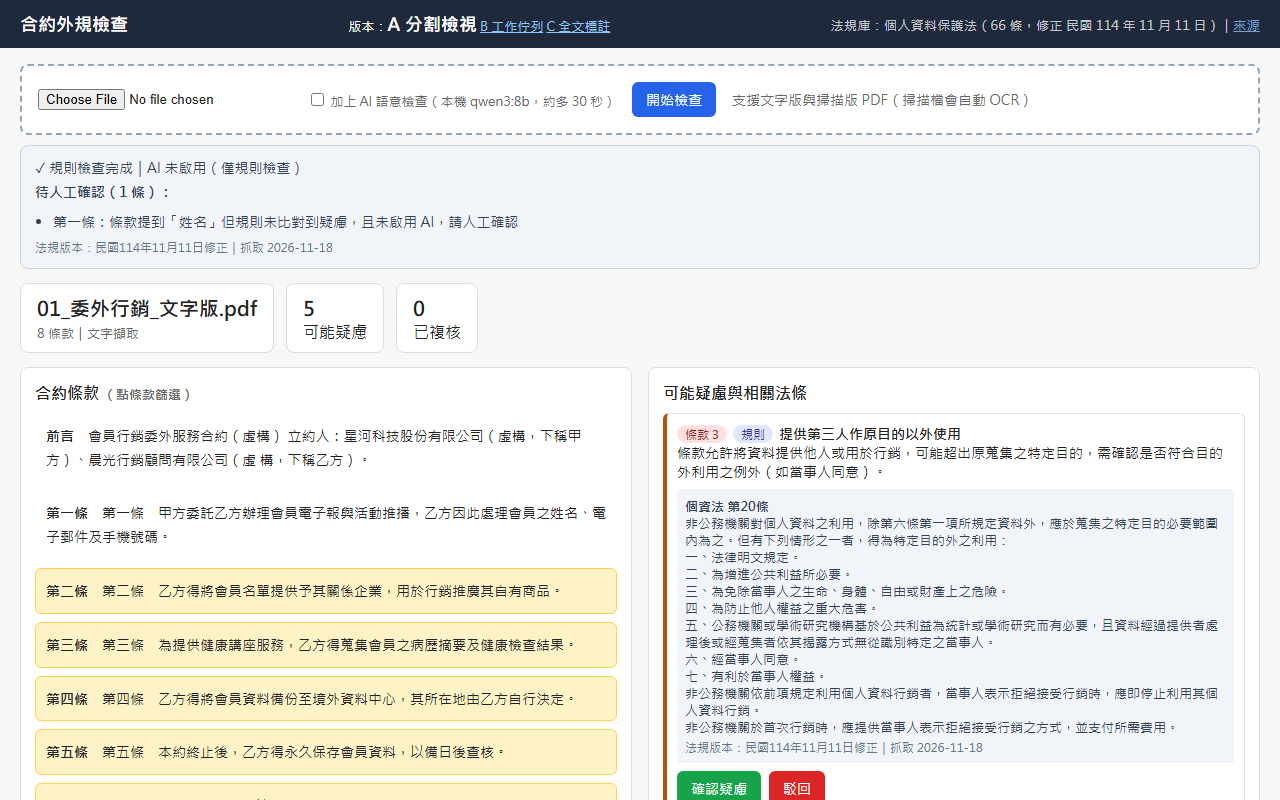 合約外規檢查
版本：A 分割檢視 B 工作佇列 C 全文標註
法規庫：個人資料保護法（66 條，修正 民國 114 年 11 月 11 日）｜來源
Choose File No file chosen
加上 AI 語意檢查（本機 qwen3:8b，約多 30 秒）
開始檢查
支援文字版與掃描版 PDF（掃描檔會自動 OCR）
✓ 規則檢查完成｜AI 未啟用（僅規則檢查）
待人工確認（1 條）：
• 第一條：條款提到「姓名」但規則未比對到疑慮，且未啟用 AI，請人工確認
法規版本：民國114年11月11日修正｜抓取 2026-11-18
01_委外行銷_文字版.pdf
8 條款｜文字擷取
5
可能疑慮
0
已複核
合約條款（點條款篩選）
前言 會員行銷委外服務合約（虛構） 立約人：星河科技股份有限公司（虛構，下稱甲
方）、晨光行銷顧問有限公司（虛 構，下稱乙方）。
第一條 第一條 甲方委託乙方辦理會員電子報與活動推播，乙方因此處理會員之姓名、電
子郵件及手機號碼。
第二條 第二條 乙方得將會員名單提供予其關係企業，用於行銷推廣其自有商品。
第三條 第三條 為提供健康講座服務，乙方得蒐集會員之病歷摘要及健康檢查結果。
第四條 第四條 乙方得將會員資料備份至境外資料中心，其所在地由乙方自行決定。
第五條 第五條 本約終止後，乙方得永久保存會員資料，以備日後查核。
可能疑慮與相關法條
條款 3 規則 提供第三人作原目的以外使用
條款允許將資料提供他人或用於行銷，可能超出原蒐集之特定目的，需確認是否符合目的
外利用之例外（如當事人同意）。
個資法 第20條
非公務機關對個人資料之利用，除第六條第一項所規定資料外，應於蒐集之特定目的必要範圍
內為之。但有下列情形之一者，得為特定目的外之利用：
一、法律明文規定。
二、為增進公共利益所必要。
三、為免除當事人之生命、身體、自由或財產上之危險。
四、為防止他人權益之重大危害。
五、公務機關或學術研究機構基於公共利益為統計或學術研究而有必要，且資料經過提供者處
理後或經蒐集者依其揭露方式無從識別特定之當事人。
六、經當事人同意。
七、有利於當事人權益。
非公務機關依前項規定利用個人資料行銷者，當事人表示拒絕接受行銷時，應即停止利用其個
人資料行銷。
非公務機關於首次行銷時，應提供當事人表示拒絕接受行銷之方式，並支付所需費用。
法規版本：民國114年11月11日修正｜抓取 2026-11-18
確認疑慮 駁回